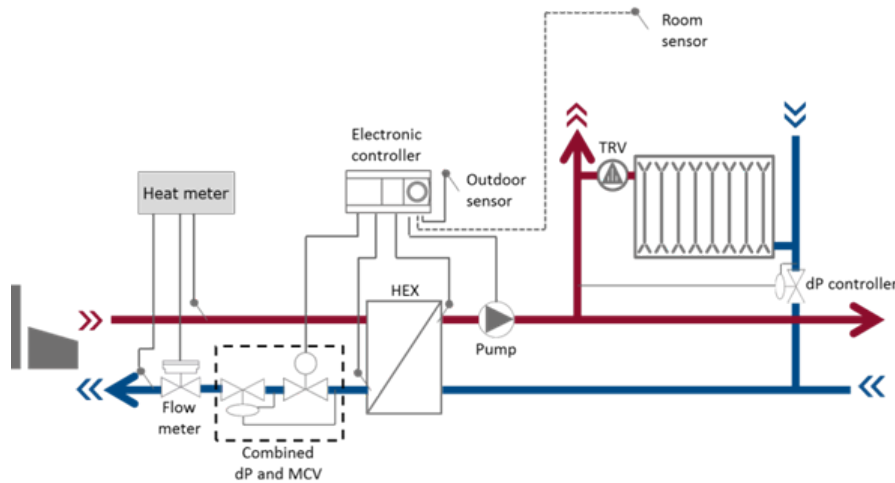 Room
sensor
Electronic
controller
TRV
Heat meter
Outdoor
sensor
dP controller
HEX
Pump
Flow
meter
Combined
dP and MCV